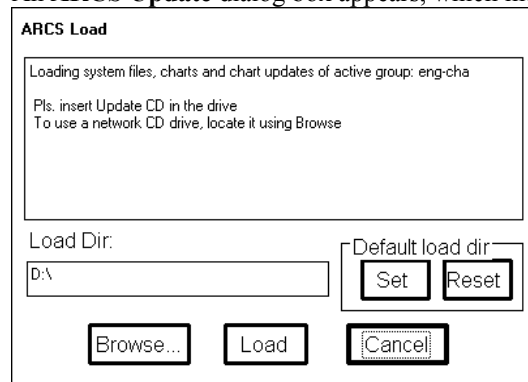 ARCS Load
Loading system files, charts and chart updates of active group: eng-cha
Pls. insert Update CD in the drive
To use a network CD drive, locate it using Browse
Load Dir:
D:\
Default load dir
Set
Reset
Browse...
Load
Cancel